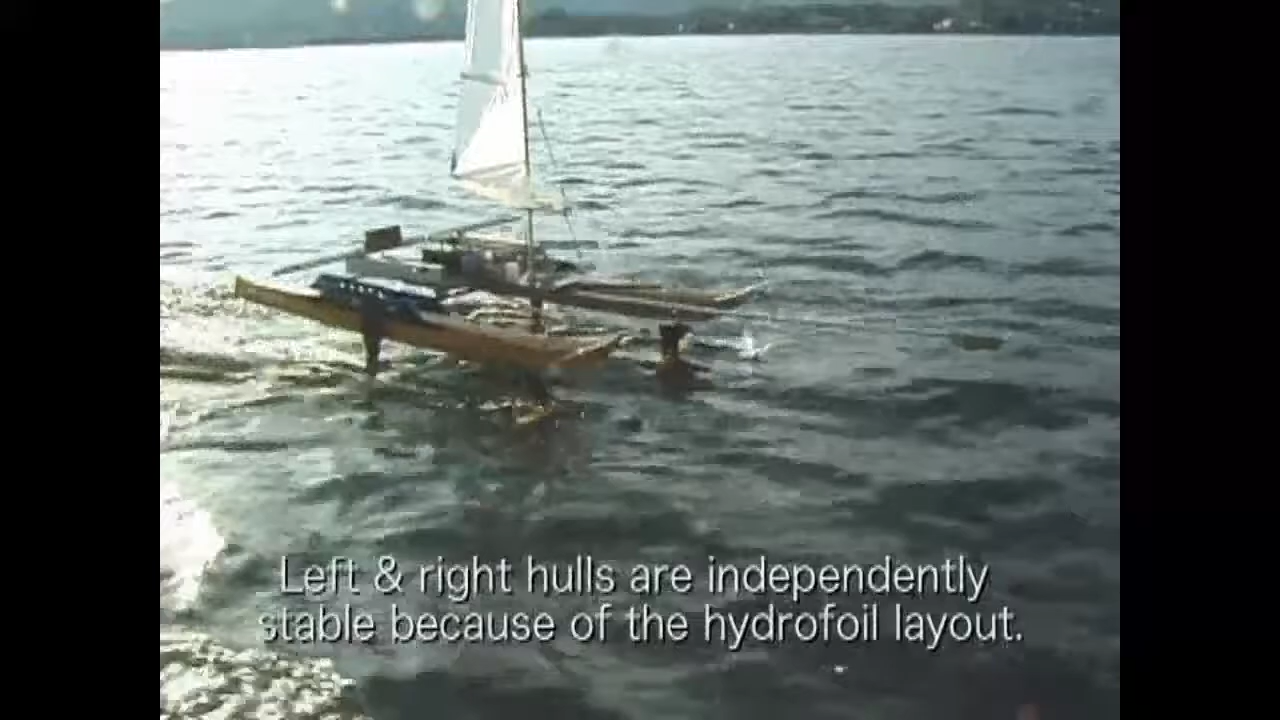 Left & right hulls are independently
stable because of the hydrofoil layout.